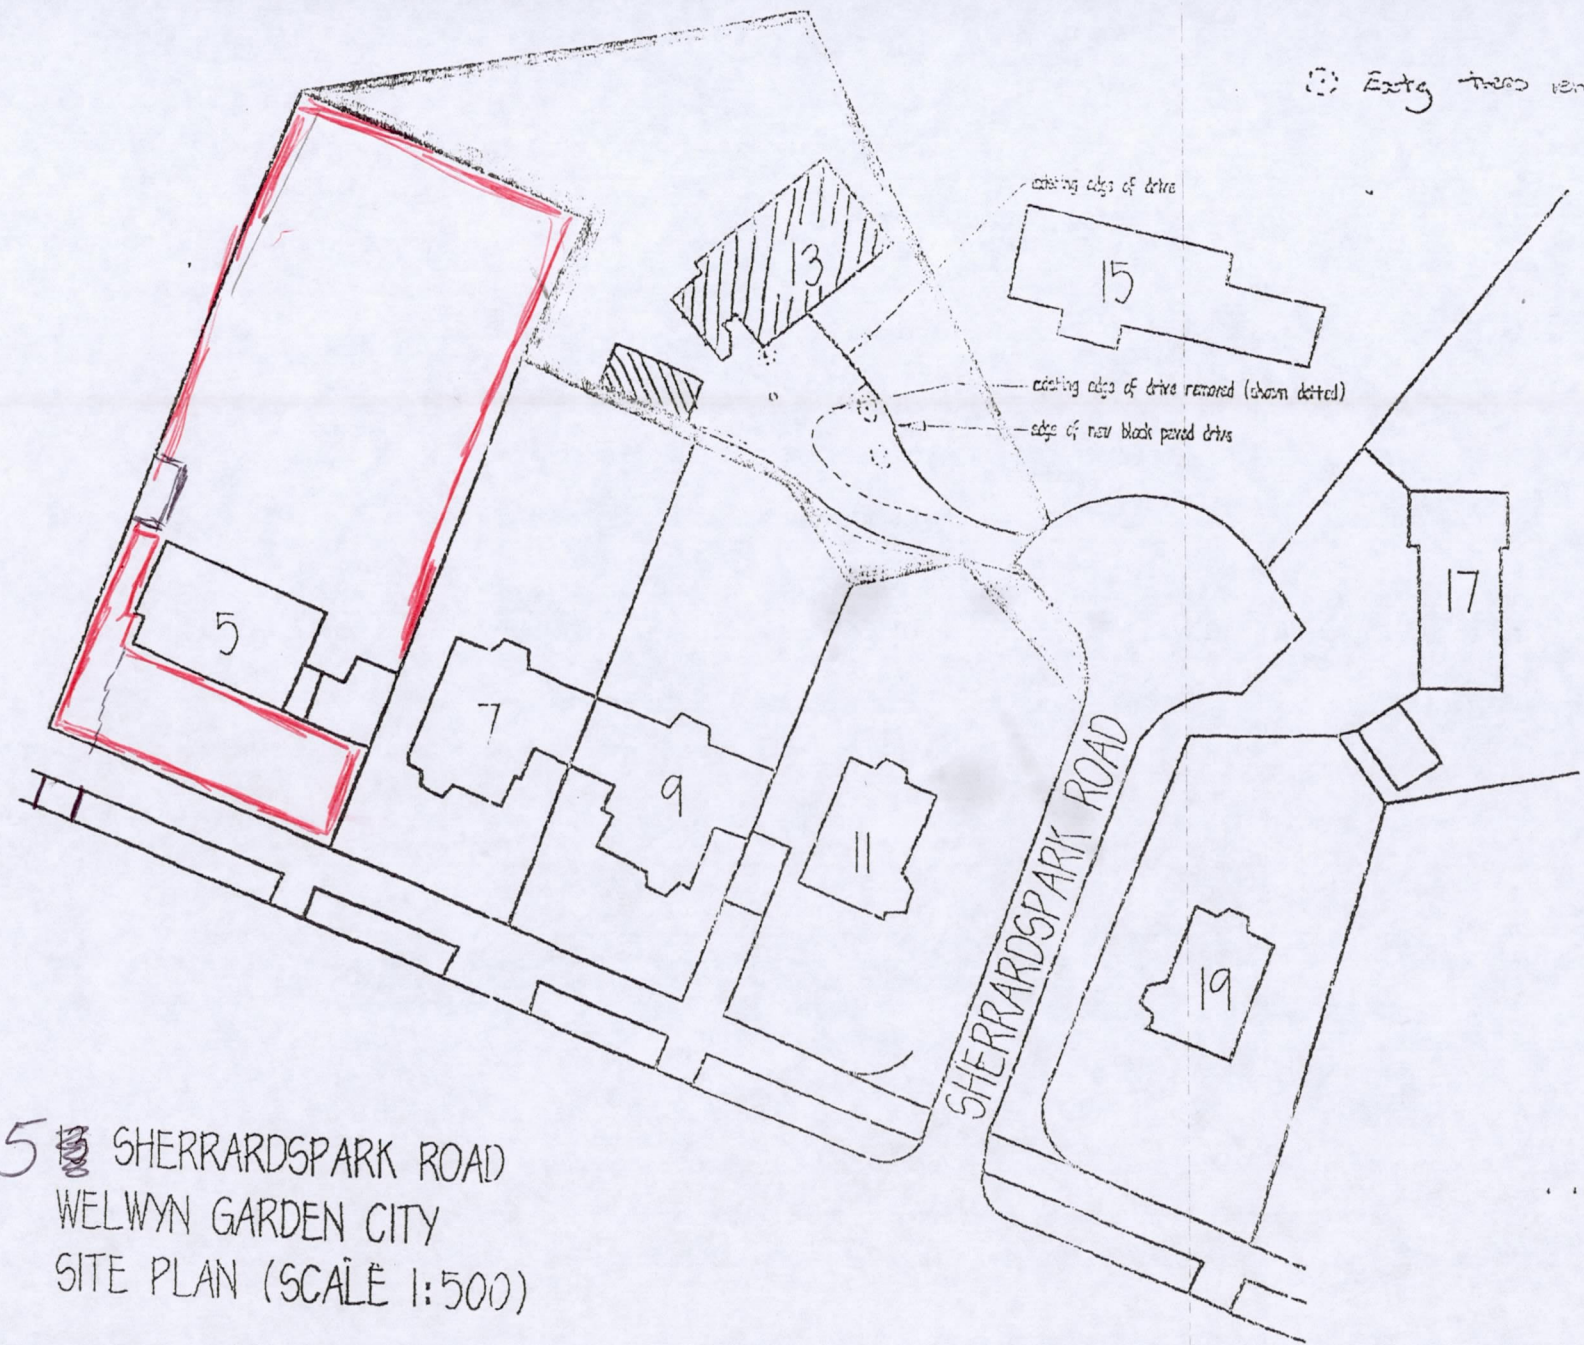 Extg trees
existing edge of drive
13
15
existing edge of drive removed (shown dotted)
edge of new block paved drive
17
5
7
9
11
SHERRARDSPARK ROAD
19
5 SHERRARDSPARK ROAD
WELWYN GARDEN CITY
SITE PLAN (SCALE 1:500)